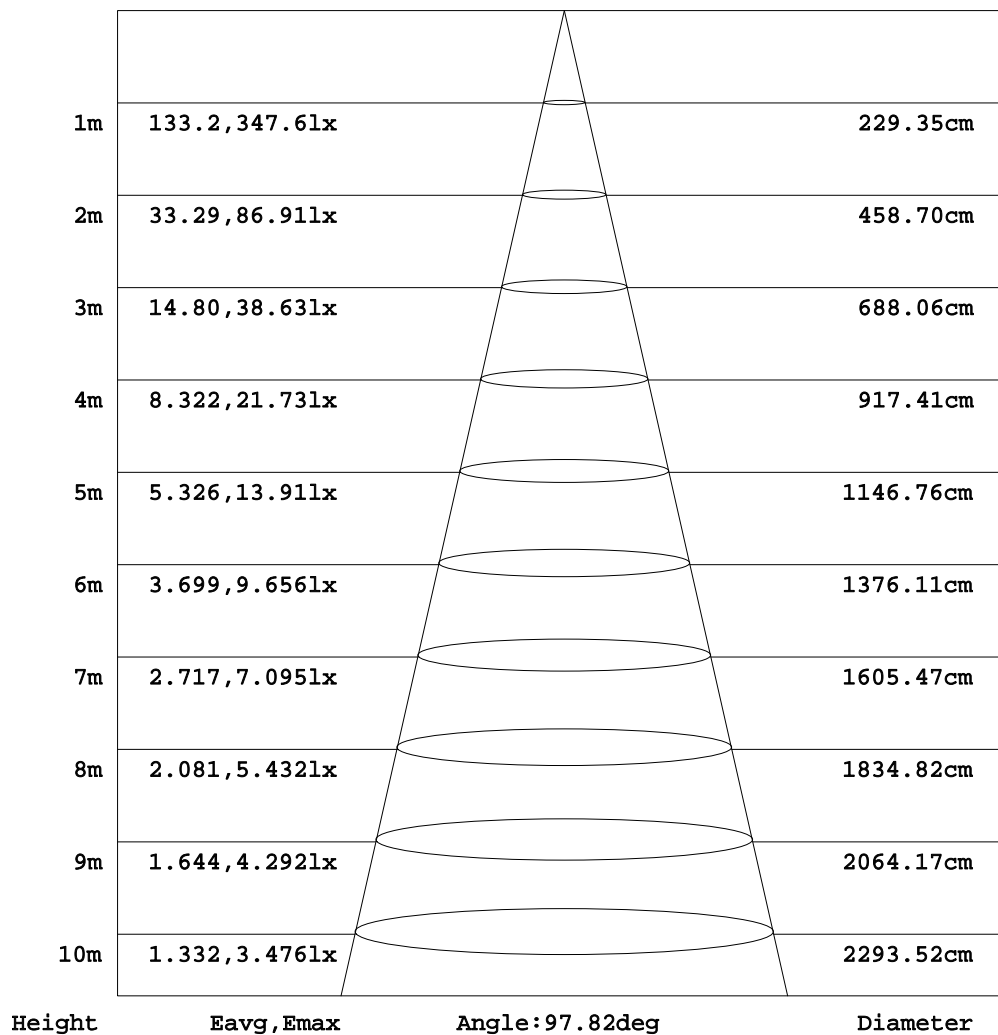 1m 133.2,347.6lx 229.35cm
2m 33.29,86.91lx 458.70cm
3m 14.80,38.63lx 688.06cm
4m 8.322,21.73lx 917.41cm
5m 5.326,13.91lx 1146.76cm
6m 3.699,9.656lx 1376.11cm
7m 2.717,7.095lx 1605.47cm
8m 2.081,5.432lx 1834.82cm
9m 1.644,4.292lx 2064.17cm
10m 1.332,3.476lx 2293.52cm
Height Eavg,Emax Angle:97.82deg Diameter